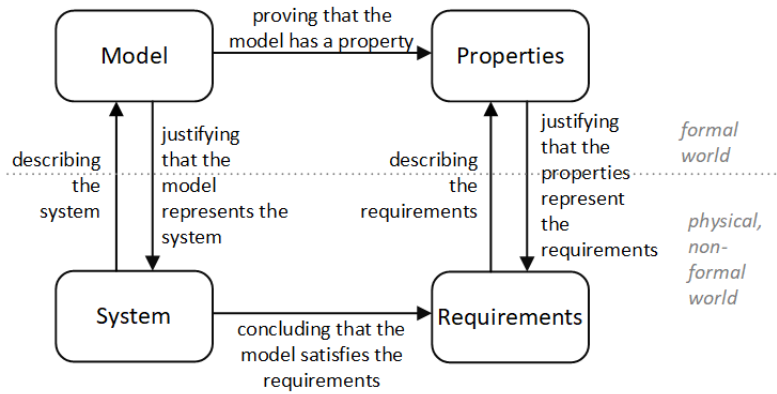 proving that the
model has a property
Model
Properties
describing
the
system
justifying
that the
model
represents the
system
describing
the
requirements
justifying
that the
properties
represent
the
requirements
formal
world
physical,
non-
formal
world
System
Requirements
concluding that the
model satisfies the
requirements